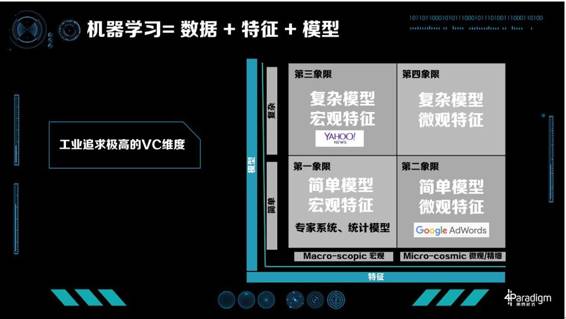 机器学习= 数据 + 特征 + 模型
10110110001010111000101110100111000110100
工业追求极高的VC维度
模型
复杂
简单
第三象限
复杂模型
宏观特征
YAHOO!
NEWS
第四象限
复杂模型
微观特征
第一象限
简单模型
宏观特征
专家系统、统计模型
第二象限
简单模型
微观特征
Google AdWords
Macro-scopic 宏观
Micro-cosmic 微观/精细
特征
4Paradigm
第四范式